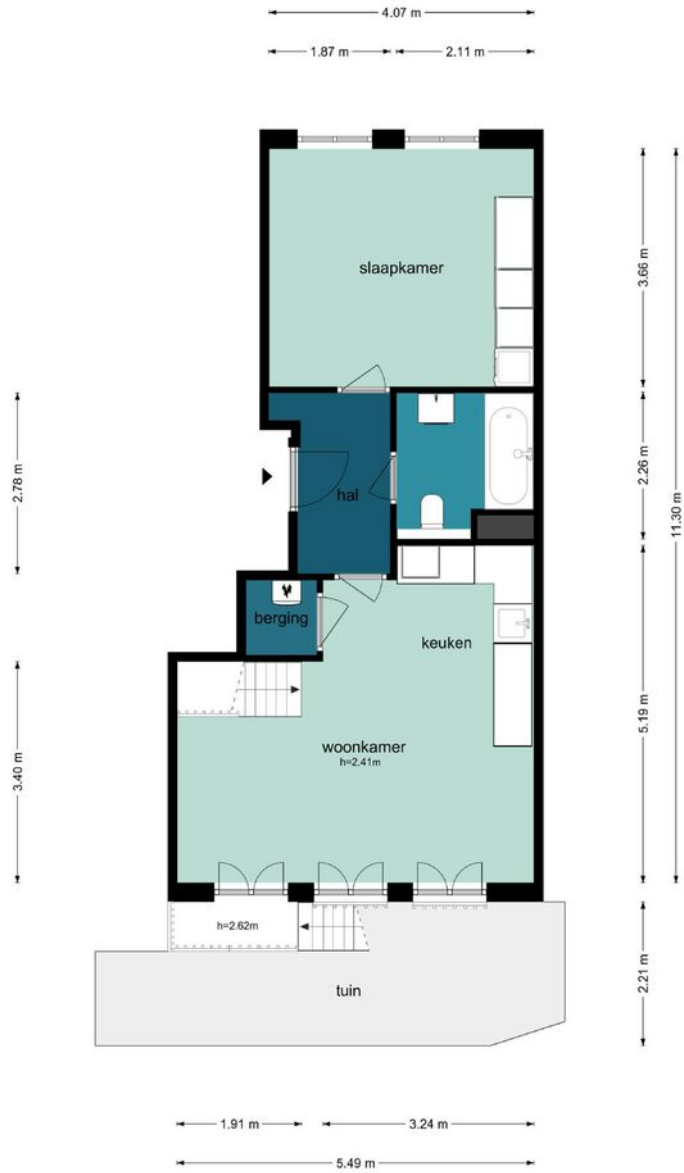 4.07 m
1.87 m
2.11 m
slaapkamer
3.66 m
2.78 m
2.26 m
11.30 m
hal
berging
keuken
woonkamer
h=2.41m
3.40 m
5.19 m
h=2.62m
tuin
2.21 m
1.91 m
3.24 m
5.49 m